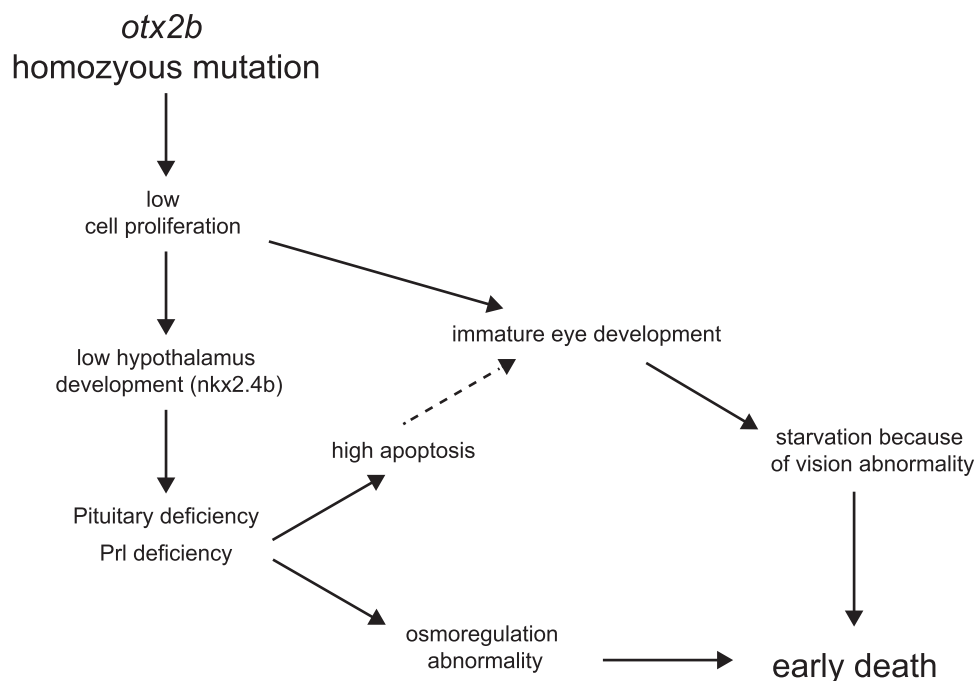 otx2b
homozyous mutation
low
cell proliferation
immature eye development
low hypothalamus
development (nkx2.4b)
starvation because
of vision abnormality
high apoptosis
Pituitary deficiency
Prl deficiency
osmoregulation
abnormality
early death